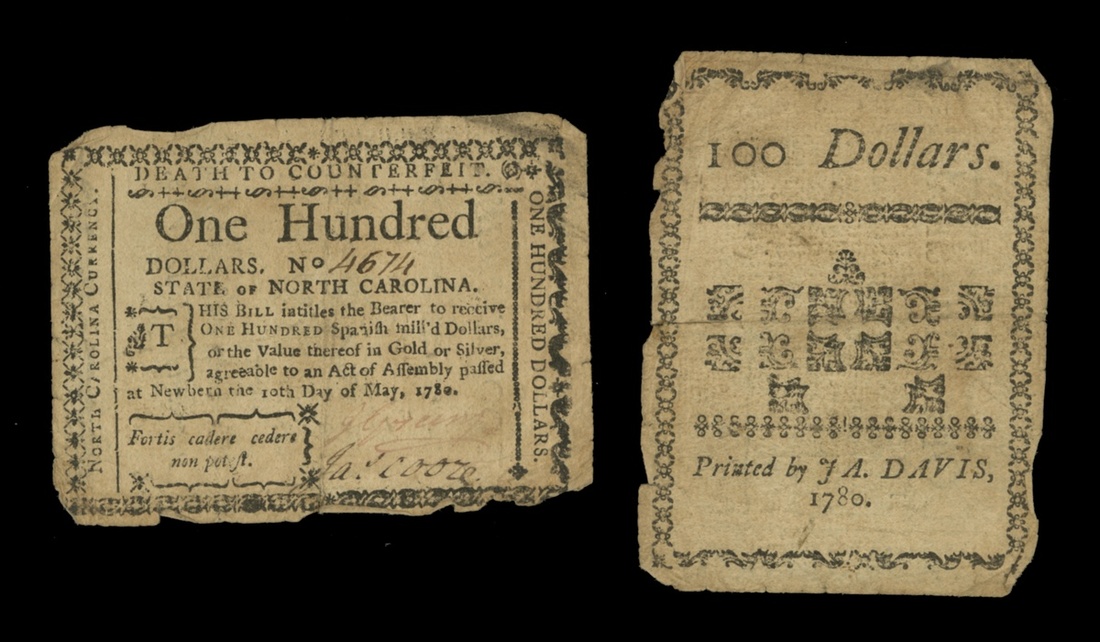 DEATH TO COUNTERFEIT.
One Hundred
DOLLARS. No 4674
STATE OF NORTH CAROLINA.
THIS BILL intitles the Bearer to receive
ONE HUNDRED Spanish mill'd Dollars,
or the Value thereof in Gold or Silver,
agreeable to an Act of Assembly passed
at Newbern the 10th Day of May, 1780.
Fortis cadere cedere
non potest.
NORTH CAROLINA CURRENCY.
ONE HUNDRED DOLLARS.
100 Dollars.
Printed by J A. DAVIS,
1780.